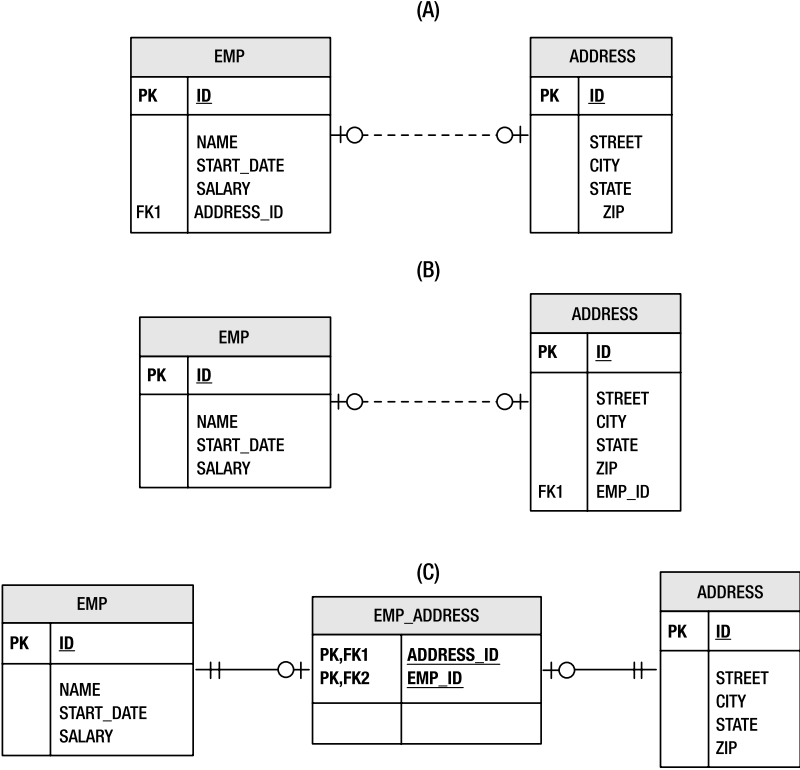 (A)
EMP
PK ID
NAME
START_DATE
SALARY
FK1 ADDRESS_ID
ADDRESS
PK ID
STREET
CITY
STATE
ZIP
(B)
EMP
PK ID
NAME
START_DATE
SALARY
ADDRESS
PK ID
STREET
CITY
STATE
ZIP
FK1 EMP_ID
(C)
EMP
PK ID
NAME
START_DATE
SALARY
EMP_ADDRESS
PK,FK1 ADDRESS_ID
PK,FK2 EMP_ID
ADDRESS
PK ID
STREET
CITY
STATE
ZIP